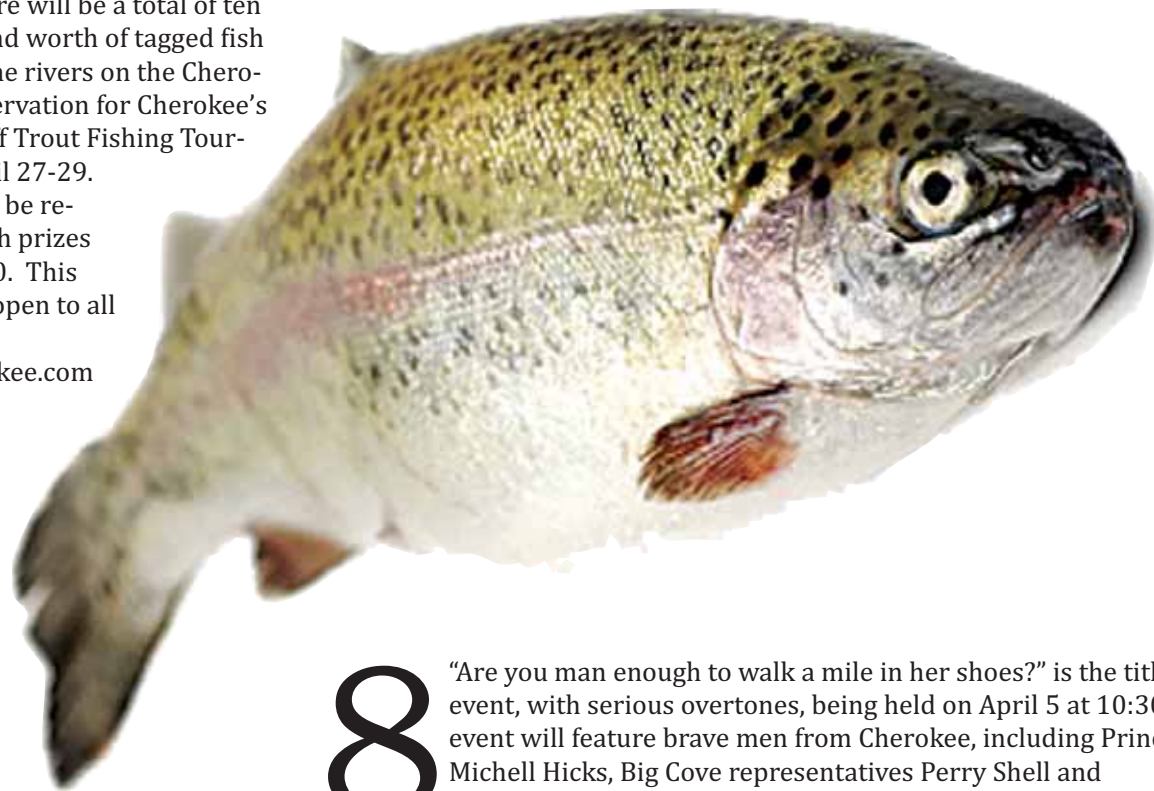 re will be a total of ten
nd worth of tagged fish
he rivers on the Chero-
ervation for Cherokee's
ff Trout Fishing Tour-
il 27-29.
be re-
h prizes
0. This
open to all
kee.com
8
“Are you man enough to walk a mile in her shoes?” is the titl
event, with serious overtones, being held on April 5 at 10:30
event will feature brave men from Cherokee, including Princ
Michell Hicks, Big Cove representatives Perry Shell and